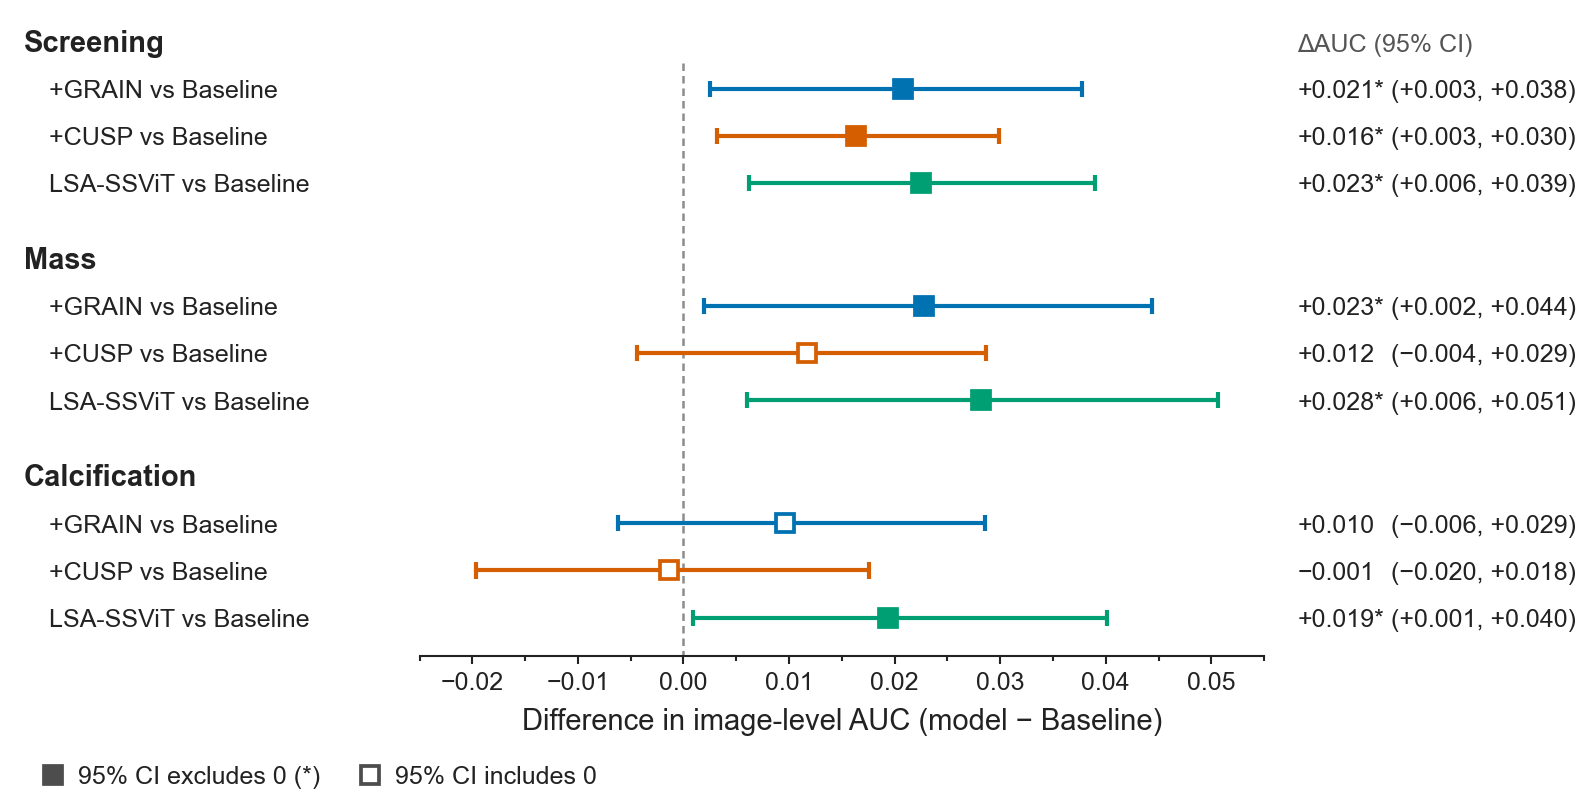 Screening
ΔAUC (95% CI)
+GRAIN vs Baseline +0.021* (+0.003, +0.038)
+CUSP vs Baseline +0.016* (+0.003, +0.030)
LSA-SSViT vs Baseline +0.023* (+0.006, +0.039)
Mass
+GRAIN vs Baseline +0.023* (+0.002, +0.044)
+CUSP vs Baseline +0.012 (−0.004, +0.029)
LSA-SSViT vs Baseline +0.028* (+0.006, +0.051)
Calcification
+GRAIN vs Baseline +0.010 (−0.006, +0.029)
+CUSP vs Baseline −0.001 (−0.020, +0.018)
LSA-SSViT vs Baseline +0.019* (+0.001, +0.040)
−0.02 −0.01 0.00 0.01 0.02 0.03 0.04 0.05
Difference in image-level AUC (model − Baseline)
95% CI excludes 0 (*) 95% CI includes 0